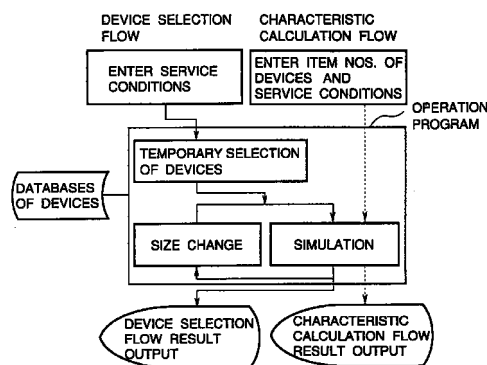 DEVICE SELECTION
FLOW
CHARACTERISTIC
CALCULATION FLOW
ENTER SERVICE
CONDITIONS
ENTER ITEM NOS. OF
DEVICES AND
SERVICE CONDITIONS
OPERATION
PROGRAM
TEMPORARY SELECTION
OF DEVICES
DATABASES
OF DEVICES
SIZE CHANGE
SIMULATION
DEVICE SELECTION
FLOW RESULT
OUTPUT
CHARACTERISTIC
CALCULATION FLOW
RESULT OUTPUT